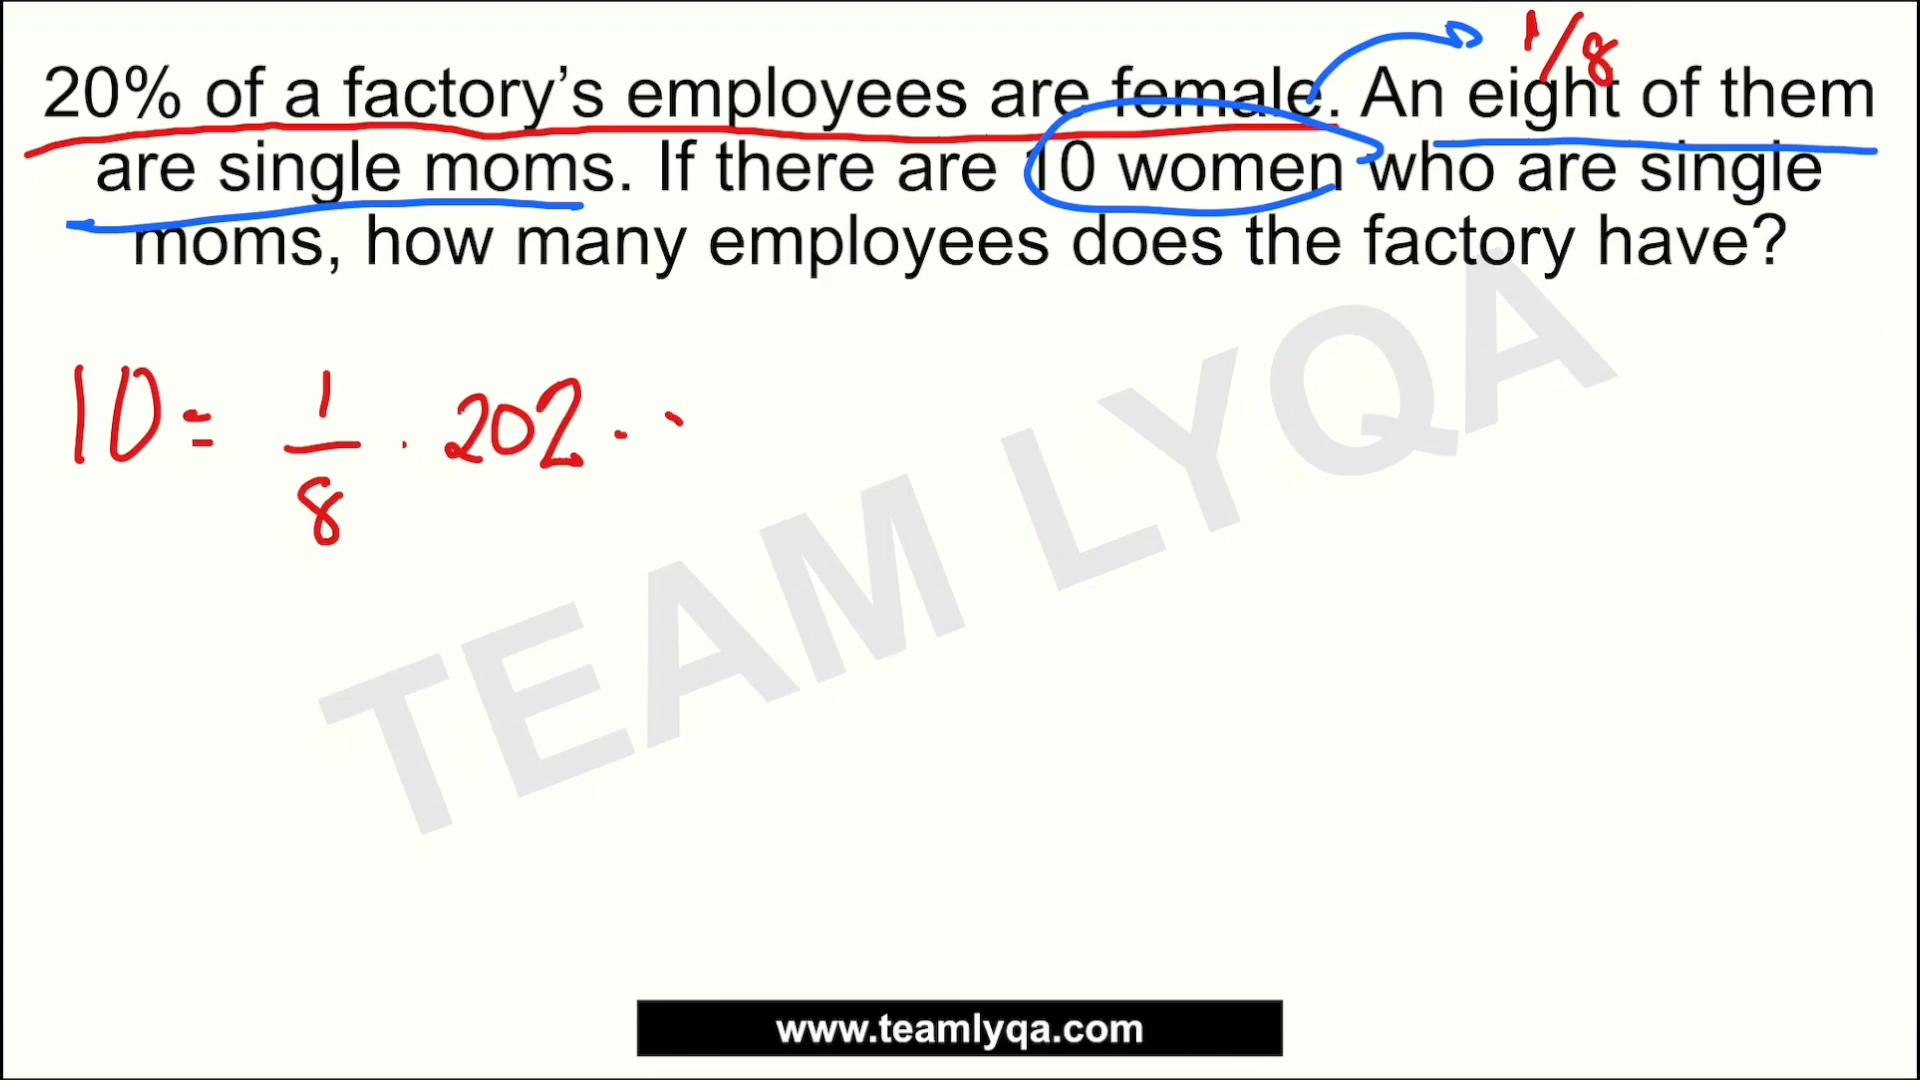 1/8
20% of a factory’s employees are female. An eight of them
are single moms. If there are 10 women who are single
moms, how many employees does the factory have?
10 = 1/8 . 202 . .
TEAM LYQA
www.teamlyqa.com